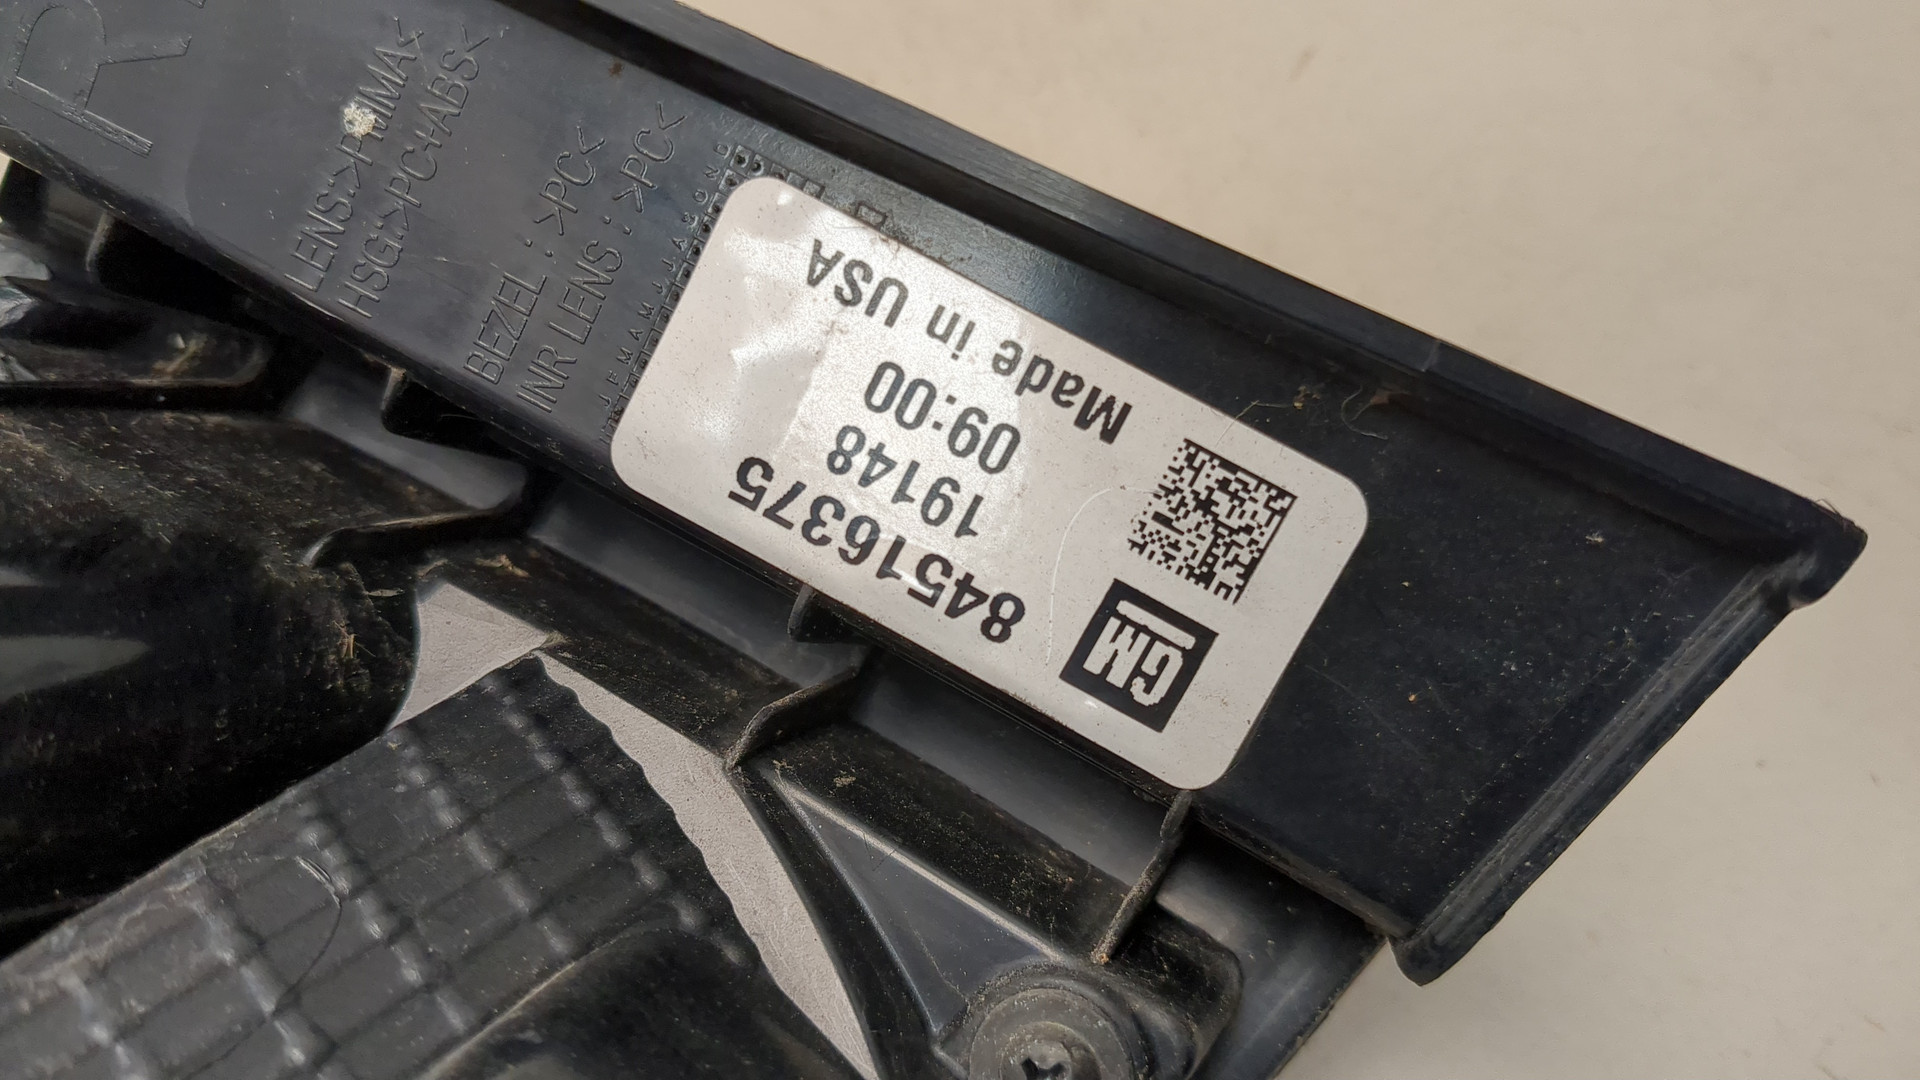 R
LENS:>PMMA<
HSG:>PC+ABS<
BEZEL : >PC<
INR LENS : >PC<
J F M A M J J A S O N D
GM
84516375
19148
09:00
Made in USA